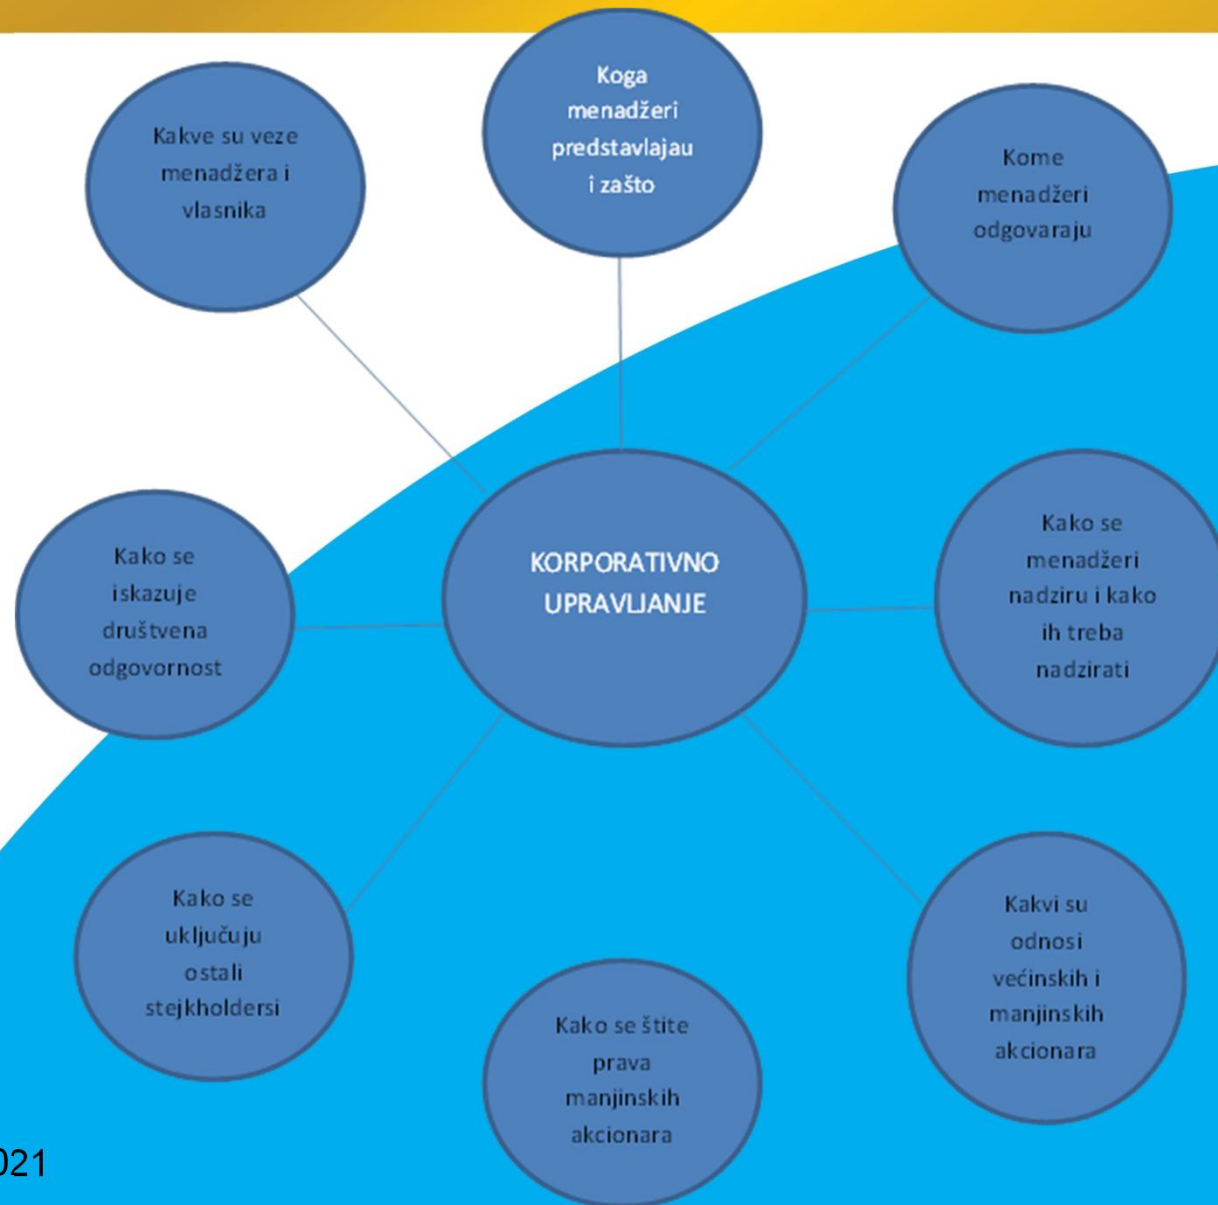 Koga
menadžeri
predstavlajau
i zašto
Kakve su veze
menadžera i
vlasnika
Kome
menadžeri
odgovaraju
Kako se
iskazuje
društvena
odgovornost
KORPORATIVNO
UPRAVLJANJE
Kako se
menadžeri
nadziru i kako
ih treba
nadzirati
Kako se
uključuju
ostali
stejkholdersi
Kako se štite
prava
manjinskih
akcionara
Kakvi su
odnosi
većinskih i
manjinskih
akcionara
021